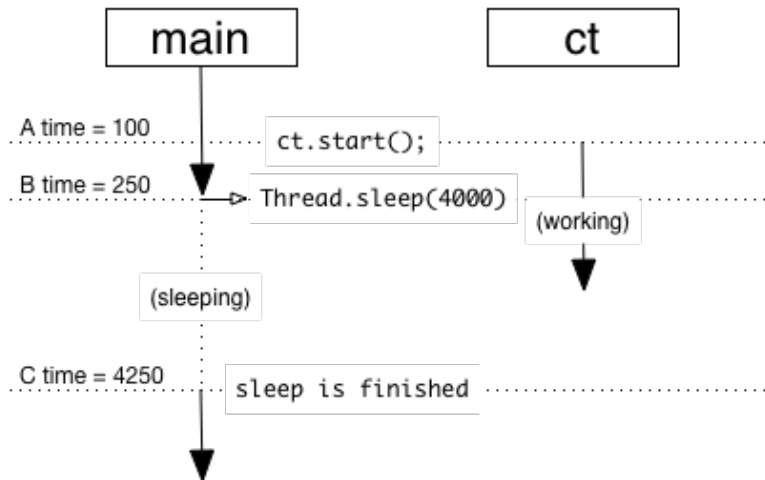 main
ct
A time = 100
ct.start();
B time = 250
Thread.sleep(4000)
(working)
(sleeping)
C time = 4250
sleep is finished